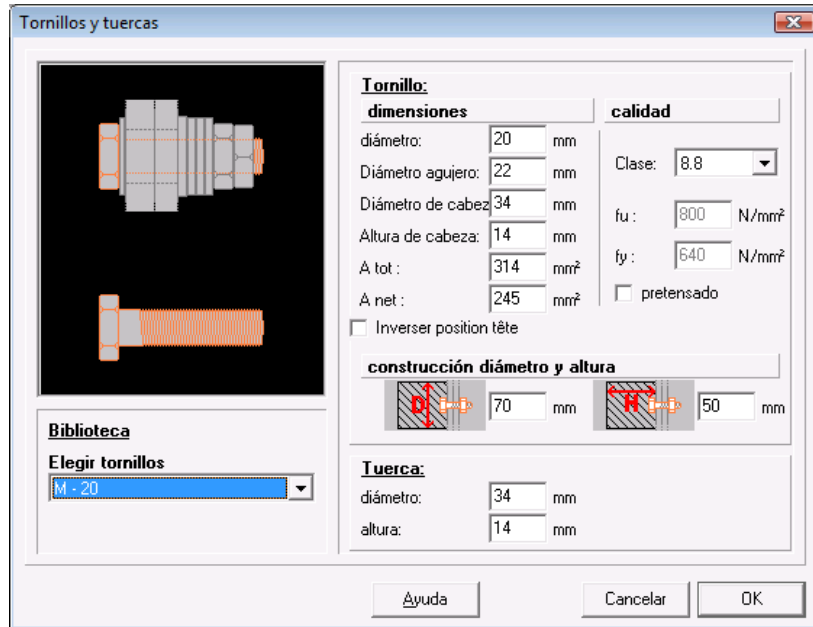 Tornillos y tuercas
Tornillo:
dimensiones
calidad
diámetro: 20 mm
Diámetro agujero: 22 mm
Diámetro de cabez 34 mm
Altura de cabeza: 14 mm
A tot : 314 mm²
A net : 245 mm²
Clase: 8.8
fu : 800 N/mm²
fy : 640 N/mm²
pretensado
Inverser position tête
construcción diámetro y altura
D 70 mm
H 50 mm
Biblioteca
Elegir tornillos
M - 20
Tuerca:
diámetro: 34 mm
altura: 14 mm
Ayuda
Cancelar
OK